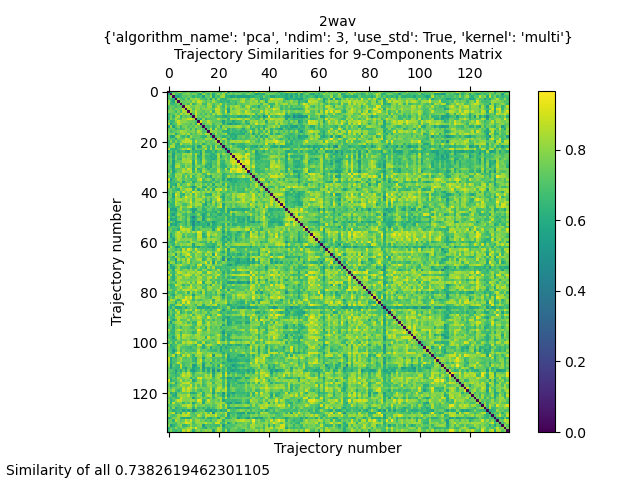 2wav
{'algorithm_name': 'pca', 'ndim': 3, 'use_std': True, 'kernel': 'multi'}
Trajectory Similarities for 9-Components Matrix
0 20 40 60 80 100 120
0
20
40
60
80
100
120
Trajectory number
0.8
0.6
0.4
0.2
0.0
Trajectory number
Similarity of all 0.7382619462301105